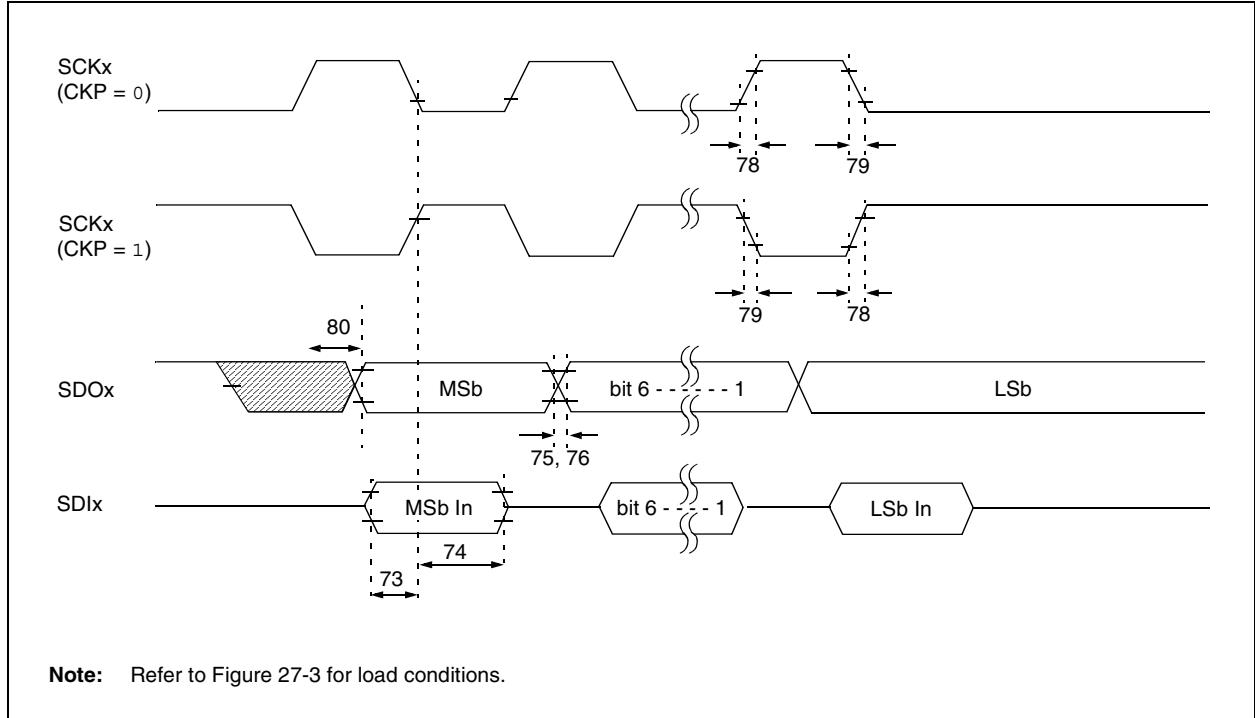 SCKx
(CKP = 0)
78
79
SCKx
(CKP = 1)
79
78
80
SDOx
MSb
bit 6 - - - - - - 1
LSb
75, 76
SDIx
MSb In
bit 6 - - - - - 1
LSb In
74
73
Note: Refer to Figure 27-3 for load conditions.